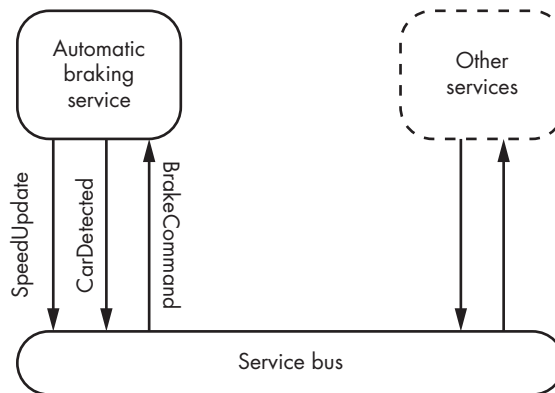 Automatic
braking
service
Other
services
SpeedUpdate
CarDetected
BrakeCommand
Service bus